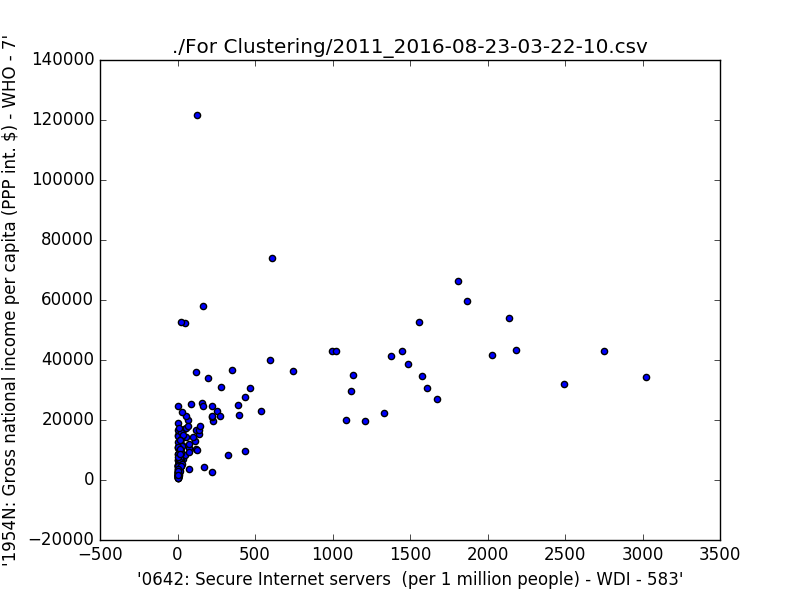 ./For Clustering/2011_2016-08-23-03-22-10.csv
'1954N: Gross national income per capita (PPP int. $) - WHO - 7'
140000
120000
100000
80000
60000
40000
20000
0
−20000
−500 0 500 1000 1500 2000 2500 3000 3500
'0642: Secure Internet servers  (per 1 million people) - WDI - 583'